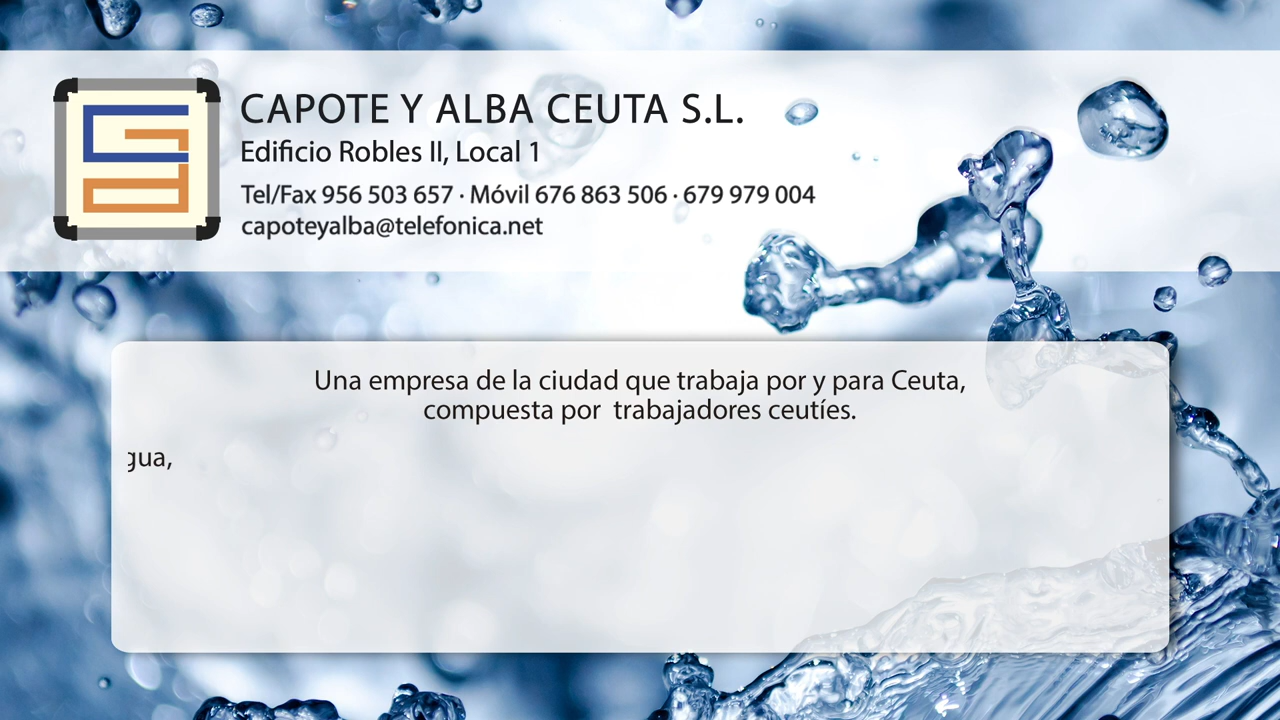 CAPOTE Y ALBA CEUTA S.L.
Edificio Robles II, Local 1
Tel/Fax 956 503 657 · Móvil 676 863 506 · 679 979 004
capoteyalba@telefonica.net
Una empresa de la ciudad que trabaja por y para Ceuta,
compuesta por  trabajadores ceutíes.
gua,